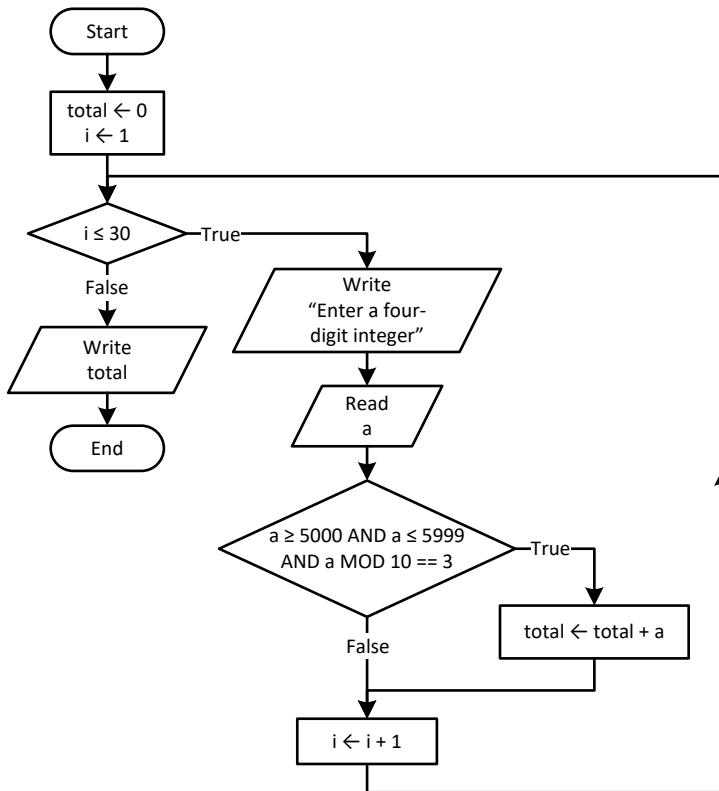 Start
total ← 0
i ← 1
i ≤ 30
True
False
Write
total
End
Write
“Enter a four-
digit integer”
Read
a
a ≥ 5000 AND a ≤ 5999
AND a MOD 10 == 3
True
total ← total + a
False
i ← i + 1